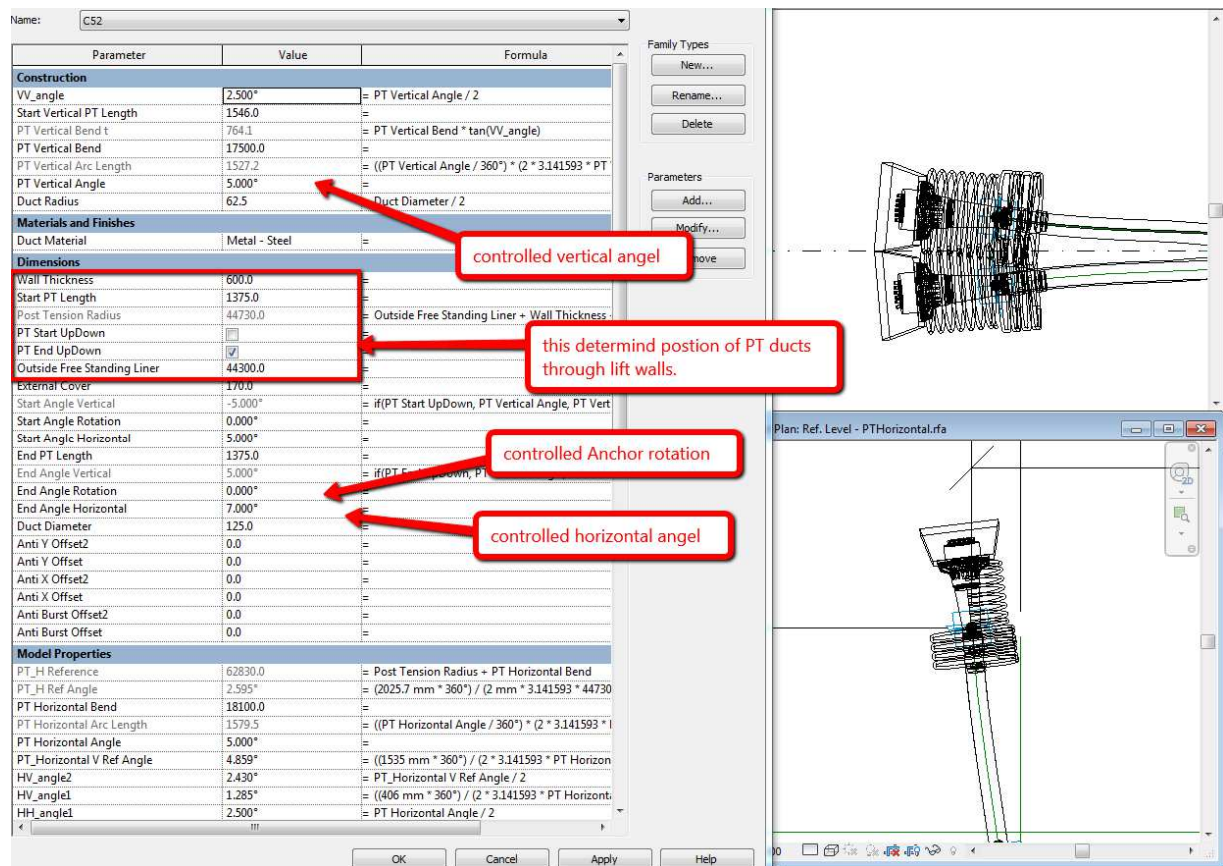 Name: C52
Parameter Value Formula
Construction
VV_angle 2.500° = PT Vertical Angle / 2
Start Vertical PT Length 1546.0 =
PT Vertical Bend t 764.1 = PT Vertical Bend * tan(VV_angle)
PT Vertical Bend 17500.0 =
PT Vertical Arc Length 1527.2 = ((PT Vertical Angle / 360°) * (2 * 3.141593 * PT
PT Vertical Angle 5.000° =
Duct Radius 62.5 Duct Diameter / 2
Materials and Finishes
Duct Material Metal - Steel =
Dimensions
Wall Thickness 600.0 =
Start PT Length 1375.0 =
Post Tension Radius 44730.0 = Outside Free Standing Liner + Wall Thickness -
PT Start UpDown =
PT End UpDown =
Outside Free Standing Liner 44300.0 =
External Cover 170.0 =
Start Angle Vertical -5.000° = if(PT Start UpDown, PT Vertical Angle, PT Vert
Start Angle Rotation 0.000° =
Start Angle Horizontal 5.000° =
End PT Length 1375.0 =
End Angle Vertical 5.000° = if(PT End UpDown, PT
End Angle Rotation 0.000° =
End Angle Horizontal 7.000° =
Duct Diameter 125.0 =
Anti Y Offset2 0.0 =
Anti Y Offset 0.0 =
Anti X Offset2 0.0 =
Anti X Offset 0.0 =
Anti Burst Offset2 0.0 =
Anti Burst Offset 0.0 =
Model Properties
PT_H Reference 62830.0 = Post Tension Radius + PT Horizontal Bend
PT_H Ref Angle 2.595° = (2025.7 mm * 360°) / (2 mm * 3.141593 * 44730
PT Horizontal Bend 18100.0 =
PT Horizontal Arc Length 1579.5 = ((PT Horizontal Angle / 360°) * (2 * 3.141593 *
PT Horizontal Angle 5.000° =
PT_Horizontal V Ref Angle 4.859° = ((1535 mm * 360°) / (2 * 3.141593 * PT Horizon
HV_angle2 2.430° = PT_Horizontal V Ref Angle / 2
HV_angle1 1.285° = ((406 mm * 360°) / (2 * 3.141593 * PT Horizonta
HH_angle1 2.500° = PT Horizontal Angle / 2
OK Cancel Apply Help
Family Types
New...
Rename...
Delete
Parameters
Add...
Modify...
move
controlled vertical angel
this determind postion of PT ducts
through lift walls.
controlled Anchor rotation
controlled horizontal angel
Plan: Ref. Level - PTHorizontal.rfa
2D